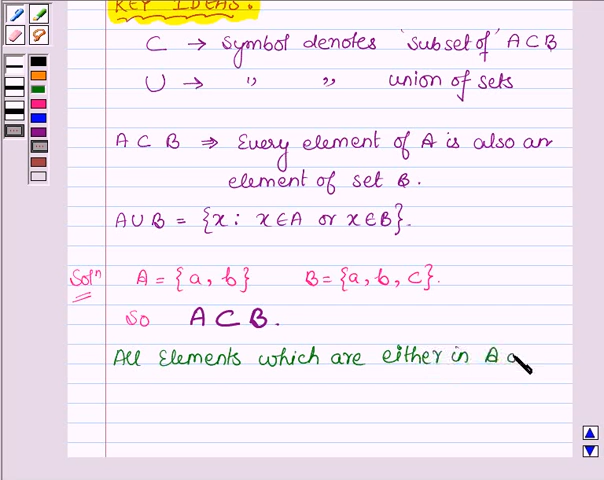 KEY IDEAS:
⊂ → Symbol denotes 'subset of' A⊂B
∪ → " " union of sets
A⊂B ⇒ Every element of A is also an
element of set B.
A∪B = {x : x∈A or x∈B}.
Solⁿ A = {a, b} B = {a, b, c}.
So A⊂B.
All Elements which are either in A o